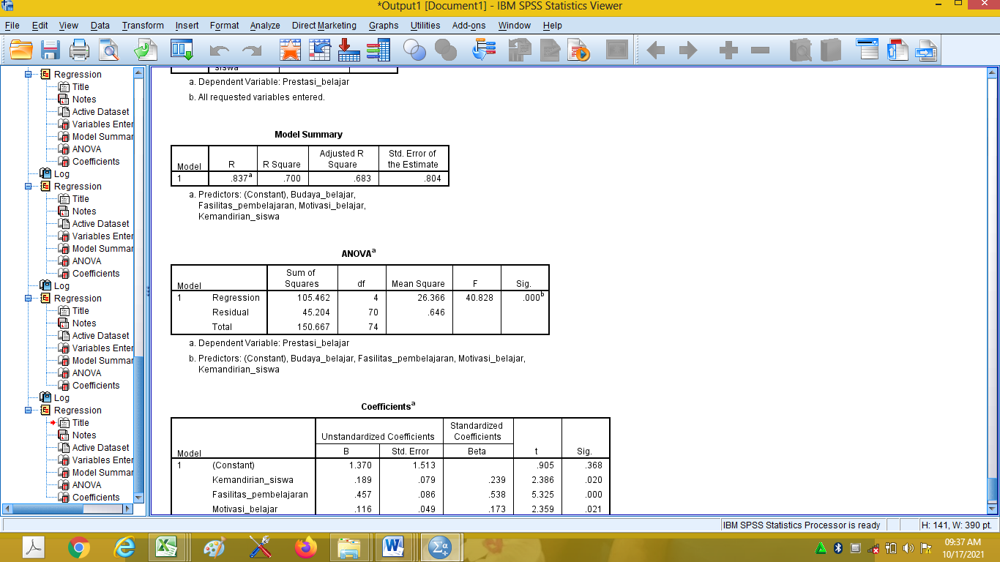 *Output1 [Document1] - IBM SPSS Statistics Viewer
File Edit View Data Transform Insert Format Analyze Direct Marketing Graphs Utilities Add-ons Window Help
Regression
Title
Notes
Active Dataset
Variables Enter
Model Summar
ANOVA
Coefficients
Log
Regression
Title
Notes
Active Dataset
Variables Enter
Model Summar
ANOVA
Coefficients
Log
Regression
Title
Notes
Active Dataset
Variables Enter
Model Summar
ANOVA
Coefficients
Log
Regression
Title
Notes
Active Dataset
Variables Enter
Model Summar
ANOVA
Coefficients
siswa
a. Dependent Variable: Prestasi_belajar
b. All requested variables entered.
Model Summary
Model R R Square Adjusted R Square Std. Error of the Estimate
1 .837a .700 .683 .804
a. Predictors: (Constant), Budaya_belajar,
Fasilitas_pembelajaran, Motivasi_belajar,
Kemandirian_siswa
ANOVAa
Model Sum of Squares df Mean Square F Sig.
1 Regression 105.462 4 26.366 40.828 .000b
Residual 45.204 70 .646
Total 150.667 74
a. Dependent Variable: Prestasi_belajar
b. Predictors: (Constant), Budaya_belajar, Fasilitas_pembelajaran, Motivasi_belajar,
Kemandirian_siswa
Coefficientsa
Unstandardized Coefficients Standardized Coefficients
Model B Std. Error Beta t Sig.
1 (Constant) 1.370 1.513 .905 .368
Kemandirian_siswa .189 .079 .239 2.386 .020
Fasilitas_pembelajaran .457 .086 .538 5.325 .000
Motivasi_belajar .116 .049 .173 2.359 .021
IBM SPSS Statistics Processor is ready H: 141, W: 390 pt.
09:37 AM
10/17/2021